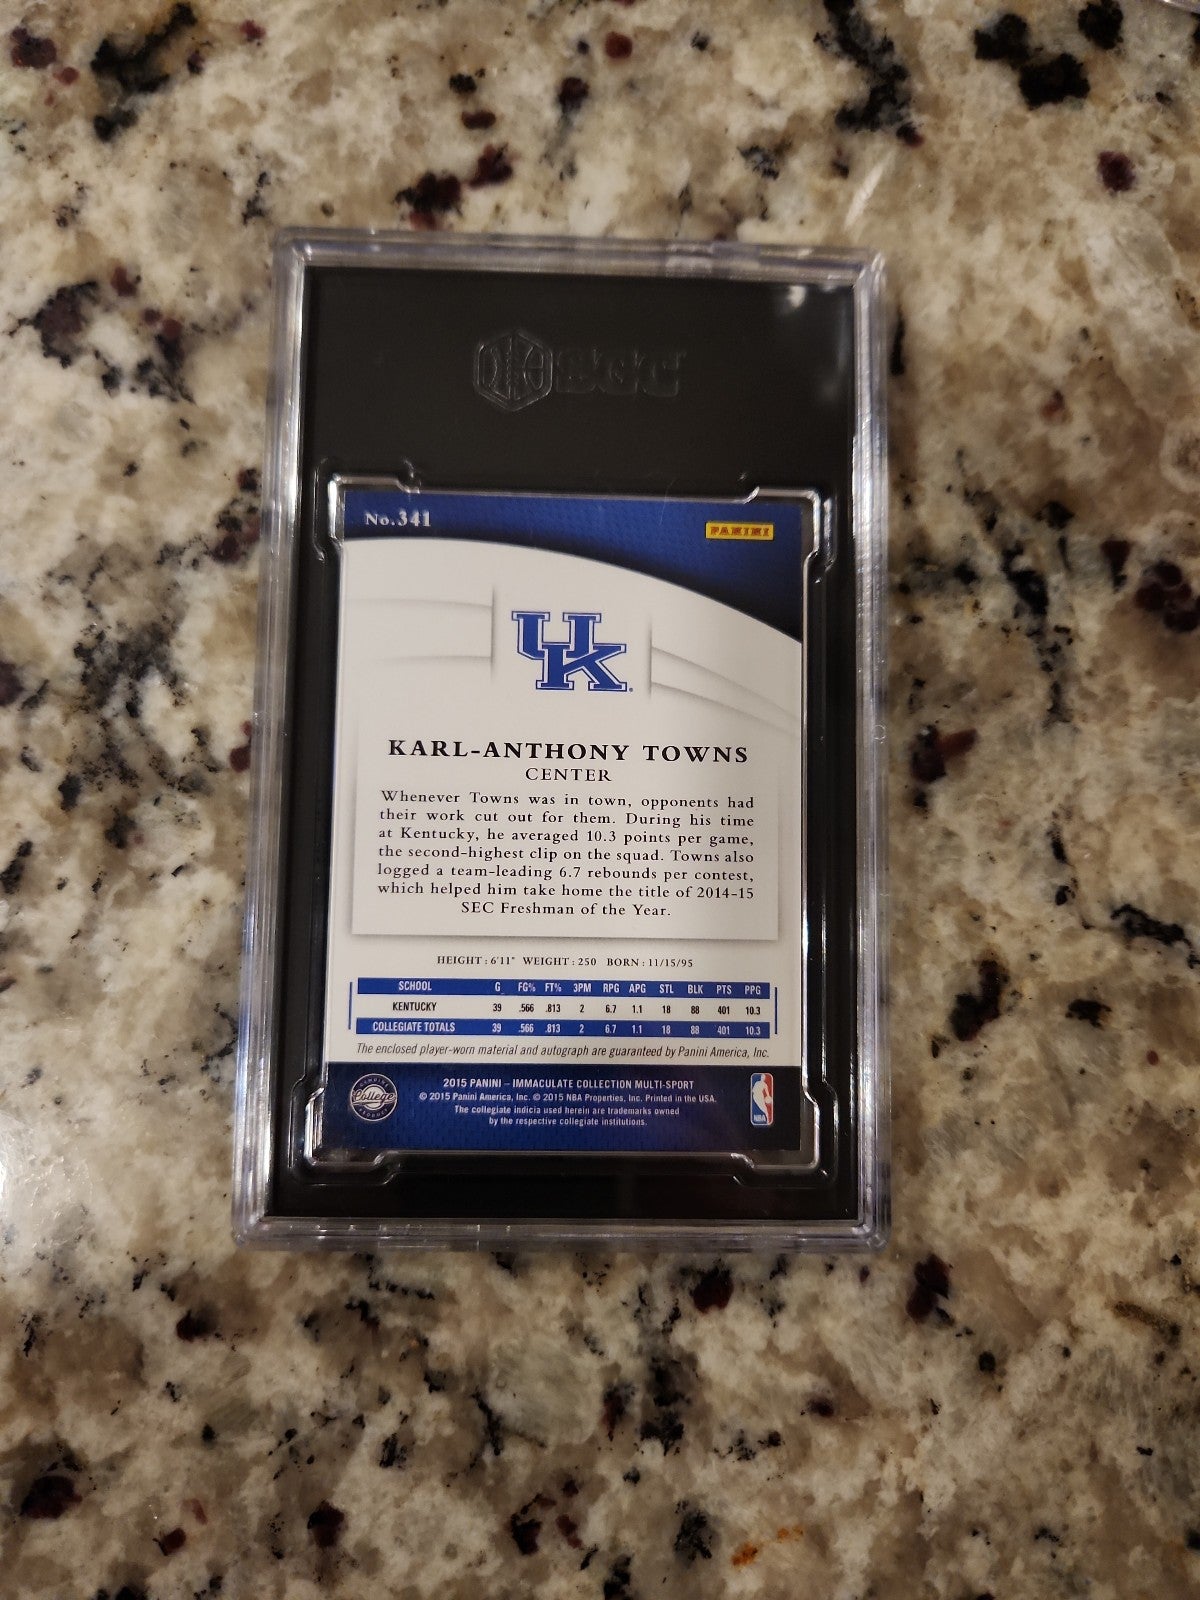 SGC
No.341
PANINI
UK
KARL-ANTHONY TOWNS
CENTER
Whenever Towns was in town, opponents had
their work cut out for them. During his time
at Kentucky, he averaged 10.3 points per game,
the second-highest clip on the squad. Towns also
logged a team-leading 6.7 rebounds per contest,
which helped him take home the title of 2014-15
SEC Freshman of the Year.
HEIGHT: 6'11" WEIGHT: 250 BORN: 11/15/95
SCHOOL G FG% FT% 3PM RPG APG STL BLK PTS PPG
KENTUCKY 39 .566 .813 2 6.7 1.1 18 88 401 10.3
COLLEGIATE TOTALS 39 .566 .813 2 6.7 1.1 18 88 401 10.3
The enclosed player-worn material and autograph are guaranteed by Panini America, Inc.
2015 PANINI – IMMACULATE COLLECTION MULTI-SPORT
© 2015 Panini America, Inc. © 2015 NBA Properties, Inc. Printed in the USA.
The collegiate indicia used herein are trademarks owned
by the respective collegiate institutions.
College
NBA